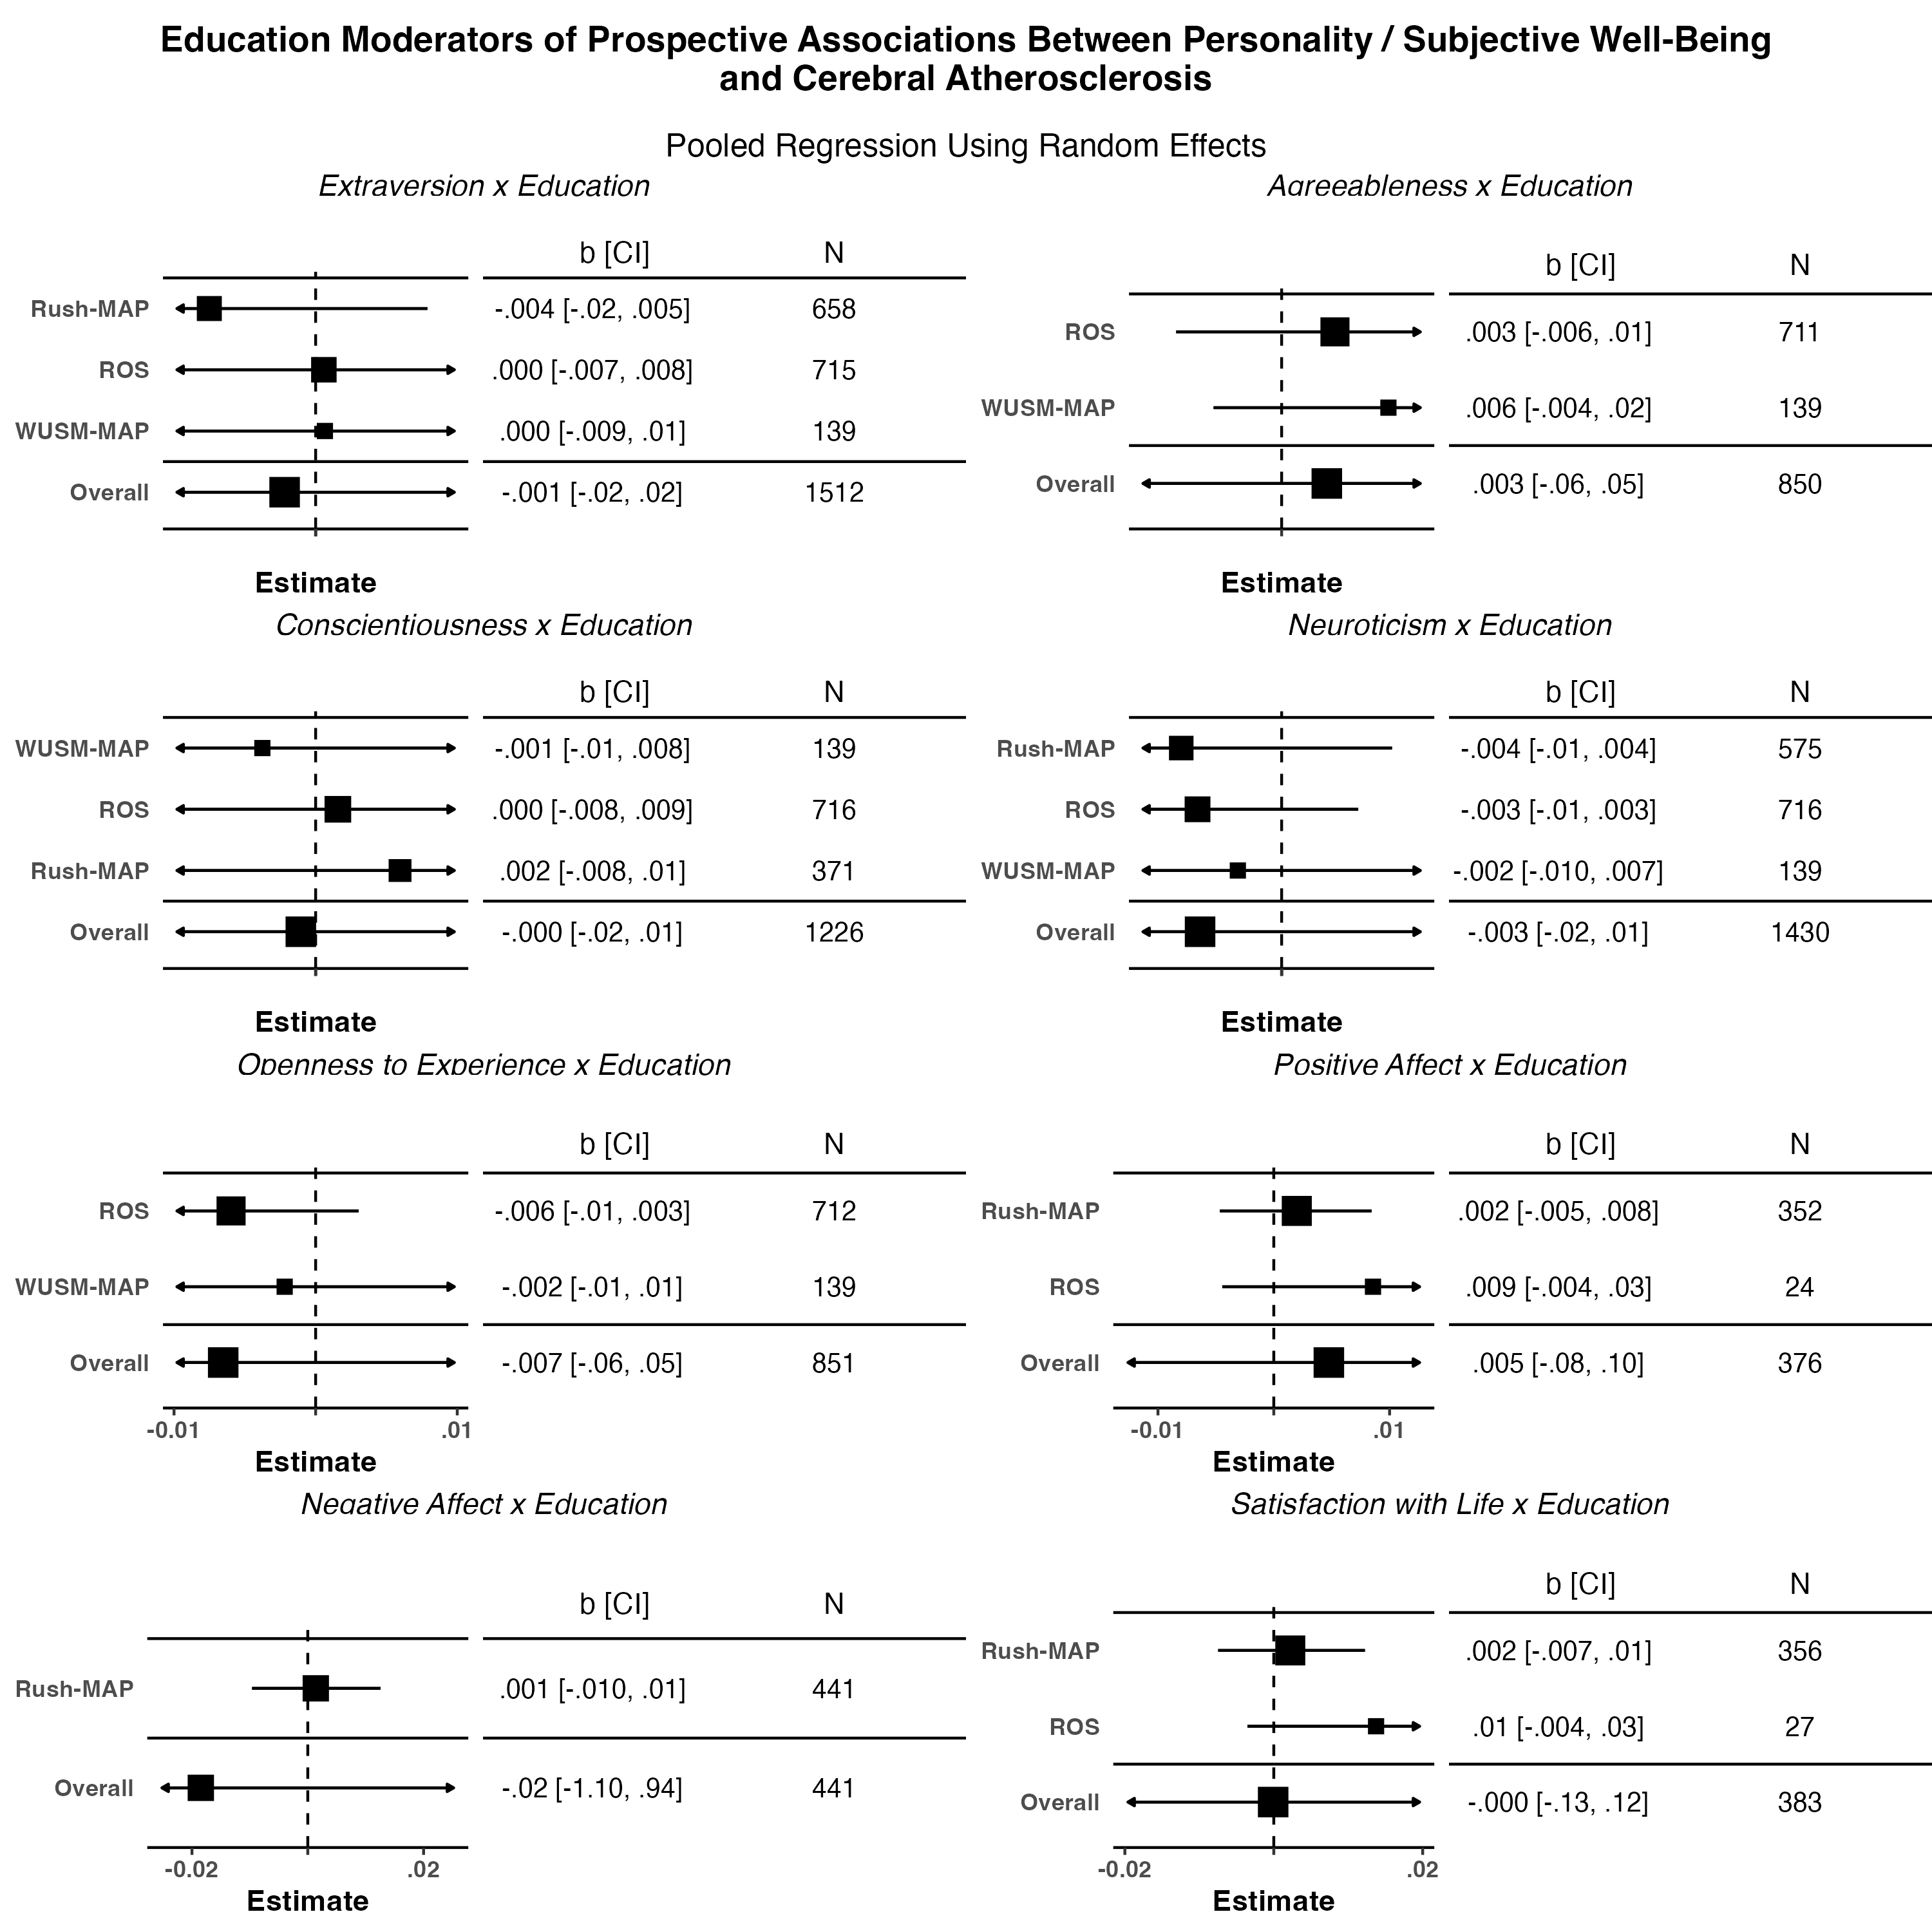 Education Moderators of Prospective Associations Between Personality / Subjective Well-Being
and Cerebral Atherosclerosis
Pooled Regression Using Random Effects
Extraversion x Education
b [CI] N
Rush-MAP -.004 [-.02, .005] 658
ROS .000 [-.007, .008] 715
WUSM-MAP .000 [-.009, .01] 139
Overall -.001 [-.02, .02] 1512
Estimate
Agreeableness x Education
b [CI] N
ROS .003 [-.006, .01] 711
WUSM-MAP .006 [-.004, .02] 139
Overall .003 [-.06, .05] 850
Estimate
Conscientiousness x Education
b [CI] N
WUSM-MAP -.001 [-.01, .008] 139
ROS .000 [-.008, .009] 716
Rush-MAP .002 [-.008, .01] 371
Overall -.000 [-.02, .01] 1226
Estimate
Neuroticism x Education
b [CI] N
Rush-MAP -.004 [-.01, .004] 575
ROS -.003 [-.01, .003] 716
WUSM-MAP -.002 [-.010, .007] 139
Overall -.003 [-.02, .01] 1430
Estimate
Openness to Experience x Education
b [CI] N
ROS -.006 [-.01, .003] 712
WUSM-MAP -.002 [-.01, .01] 139
Overall -.007 [-.06, .05] 851
-0.01 .01
Estimate
Positive Affect x Education
b [CI] N
Rush-MAP .002 [-.005, .008] 352
ROS .009 [-.004, .03] 24
Overall .005 [-.08, .10] 376
-0.01 .01
Estimate
Negative Affect x Education
b [CI] N
Rush-MAP .001 [-.010, .01] 441
Overall -.02 [-1.10, .94] 441
-0.02 .02
Estimate
Satisfaction with Life x Education
b [CI] N
Rush-MAP .002 [-.007, .01] 356
ROS .01 [-.004, .03] 27
Overall -.000 [-.13, .12] 383
-0.02 .02
Estimate